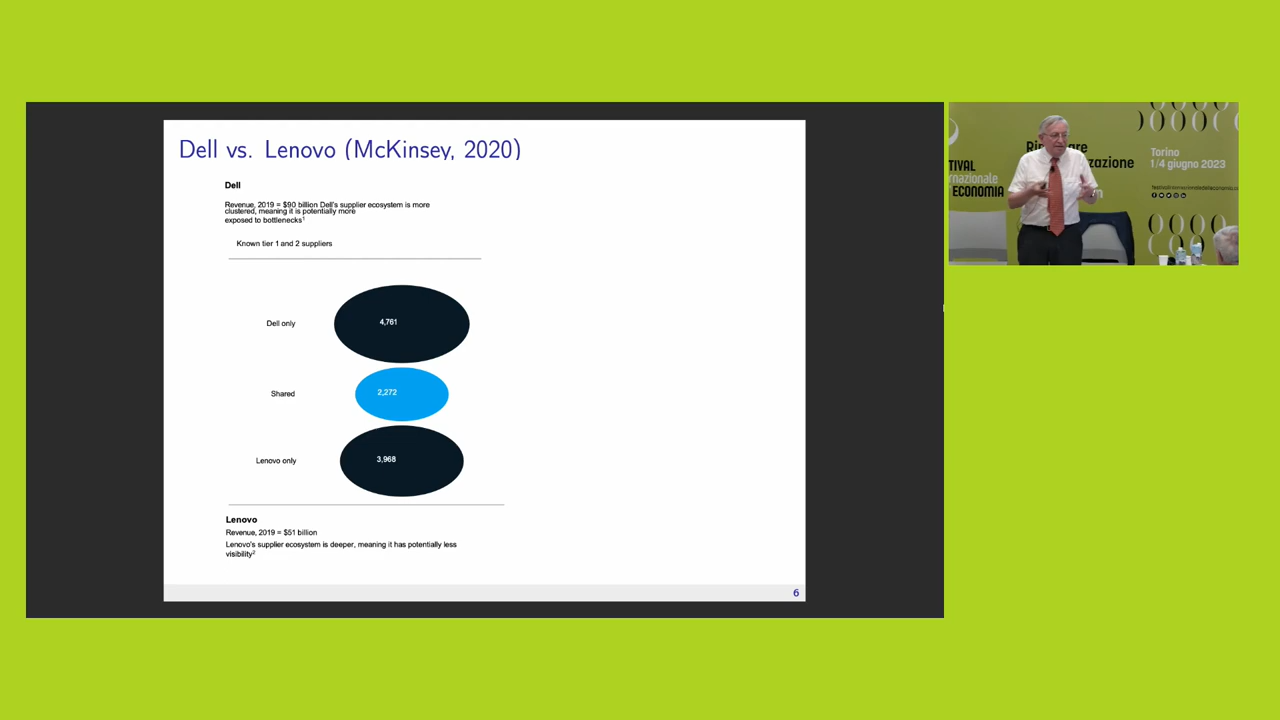 Dell vs. Lenovo (McKinsey, 2020)
Dell
Revenue, 2019 = $90 billion Dell's supplier ecosystem is more
clustered, meaning it is potentially more
exposed to bottlenecks1
Known tier 1 and 2 suppliers
Dell only
4,761
Shared
2,272
Lenovo only
3,968
Lenovo
Revenue, 2019 = $51 billion
Lenovo's supplier ecosystem is deeper, meaning it has potentially less
visibility2
6
TIVAL
ECONOMIA
Torino
1/4 giugno 2023